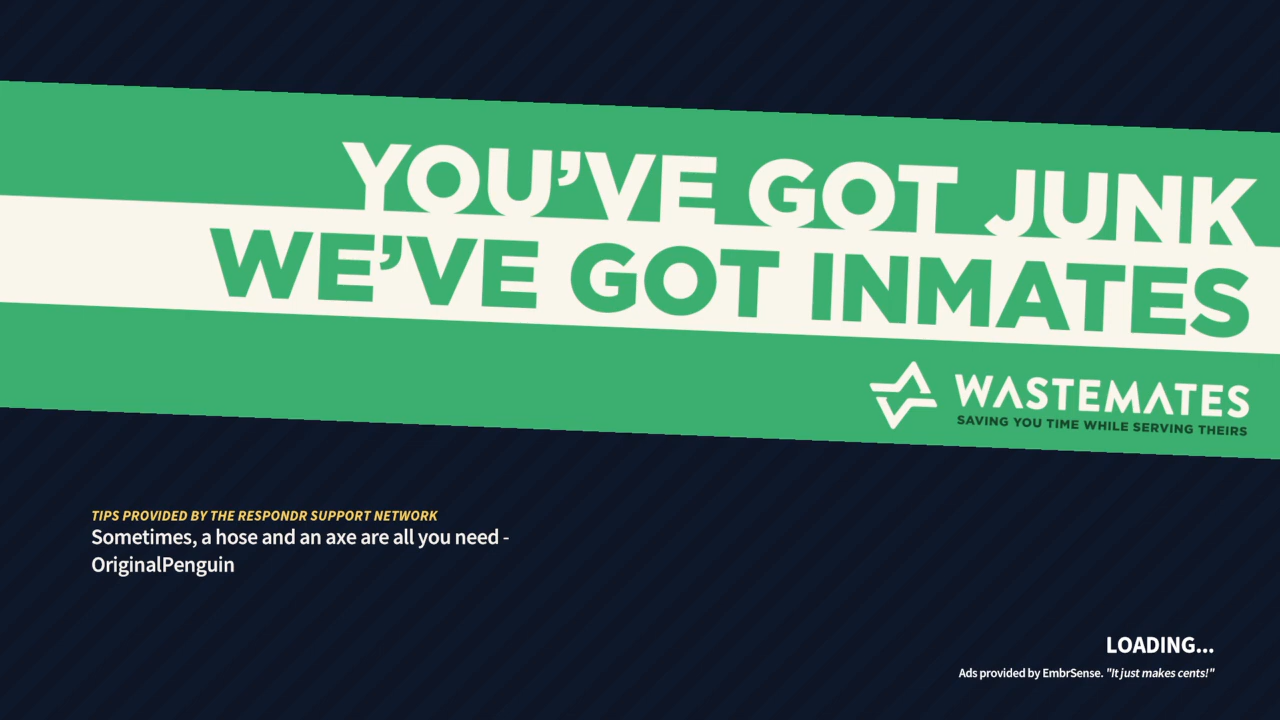 YOU'VE GOT JUNK
WE'VE GOT INMATES
WASTEMATES
SAVING YOU TIME WHILE SERVING THEIRS
TIPS PROVIDED BY THE RESPONDR SUPPORT NETWORK
Sometimes, a hose and an axe are all you need -
OriginalPenguin
LOADING...
Ads provided by EmbrSense. "It just makes cents!"